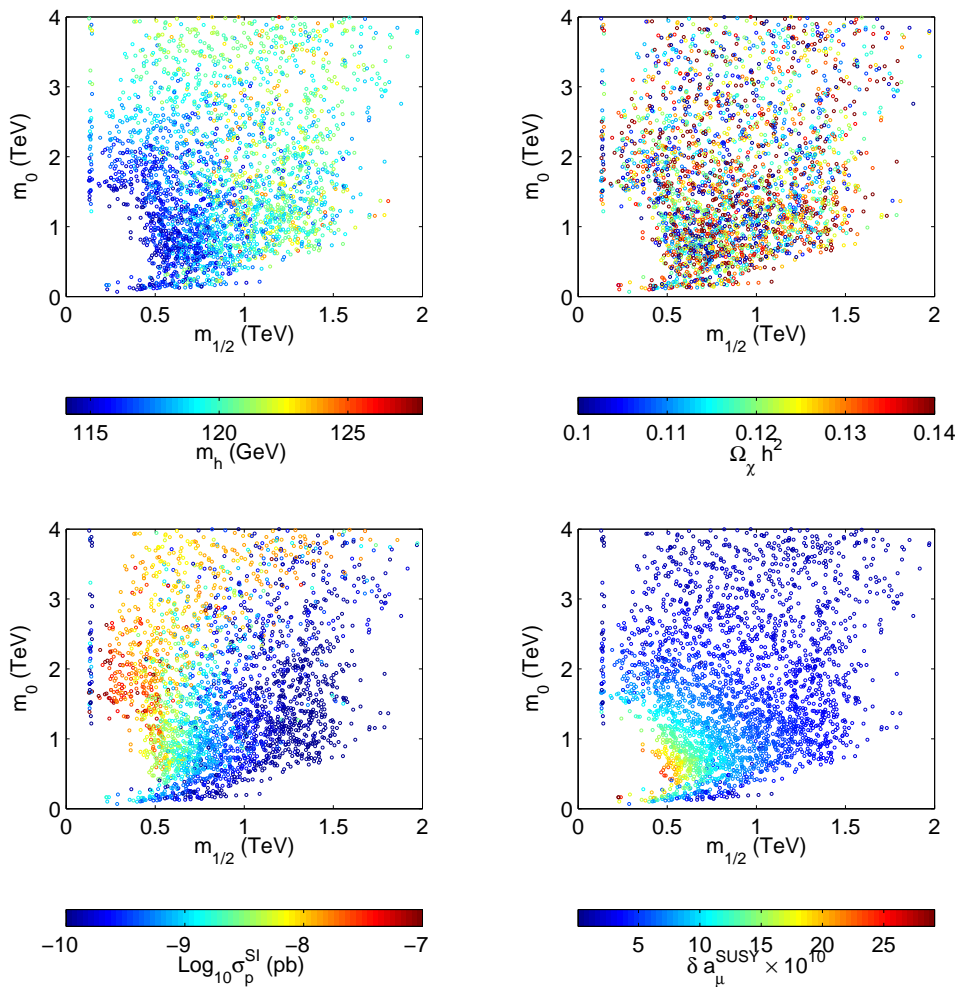 4
3
2
1
0
m₀ (TeV)
0 0.5 1 1.5 2
m₁/₂ (TeV)
115 120 125
mₕ (GeV)
4
3
2
1
0
m₀ (TeV)
0 0.5 1 1.5 2
m₁/₂ (TeV)
0.1 0.11 0.12 0.13 0.14
Ωᵪ h²
4
3
2
1
0
m₀ (TeV)
0 0.5 1 1.5 2
m₁/₂ (TeV)
−10 −9 −8 −7
Log₁₀σₚ^SI (pb)
4
3
2
1
0
m₀ (TeV)
0 0.5 1 1.5 2
m₁/₂ (TeV)
5 10 15 20 25
δ a_μ^SUSY × 10¹⁰